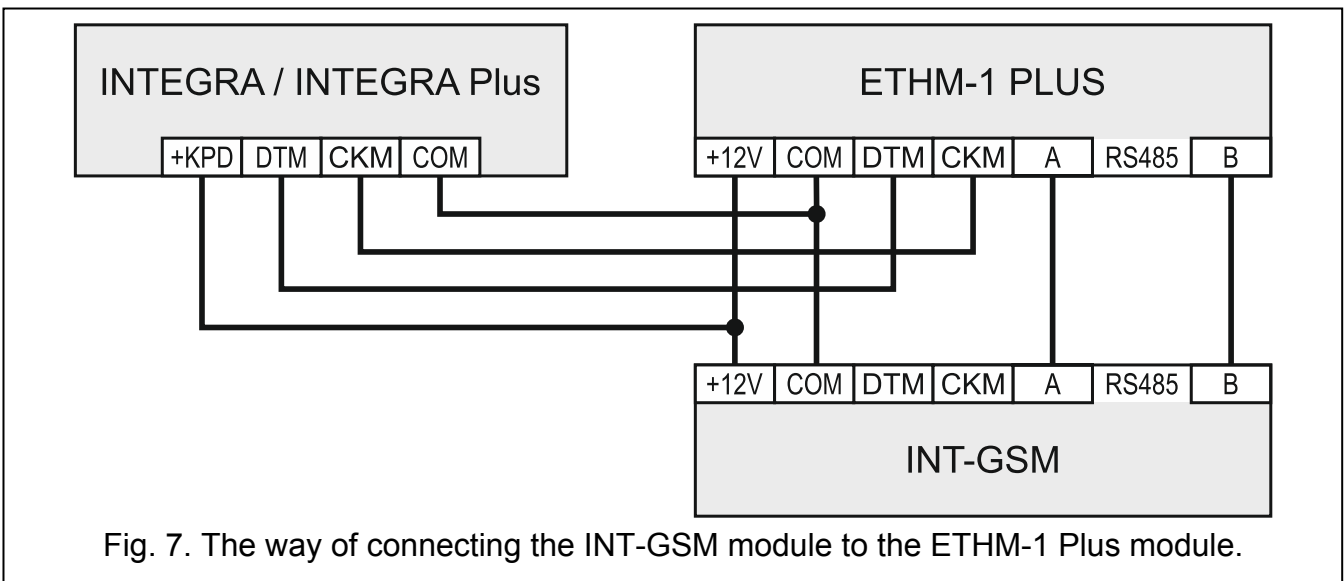 INTEGRA / INTEGRA Plus
+KPD DTM CKM COM
ETHM-1 PLUS
+12V COM DTM CKM A RS485 B
+12V COM DTM CKM A RS485 B
INT-GSM
Fig. 7. The way of connecting the INT-GSM module to the ETHM-1 Plus module.